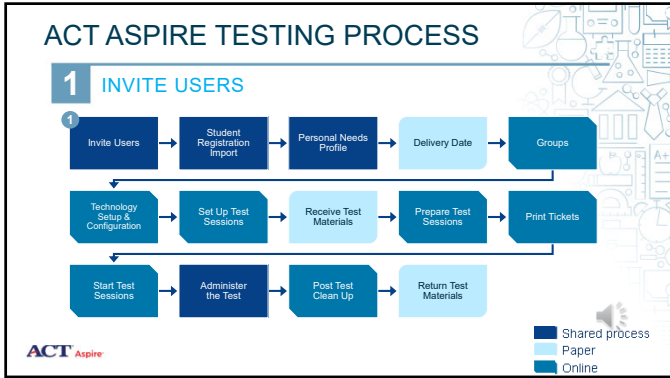 ACT ASPIRE TESTING PROCESS
1 INVITE USERS
1
Invite Users
Student
Registration
Import
Personal Needs
Profile
Delivery Date
Groups
Technology
Setup &
Configuration
Set Up Test
Sessions
Receive Test
Materials
Prepare Test
Sessions
Print Tickets
Start Test
Sessions
Administer
the Test
Post Test
Clean Up
Return Test
Materials
Shared process
Paper
Online
ACT Aspire
A+